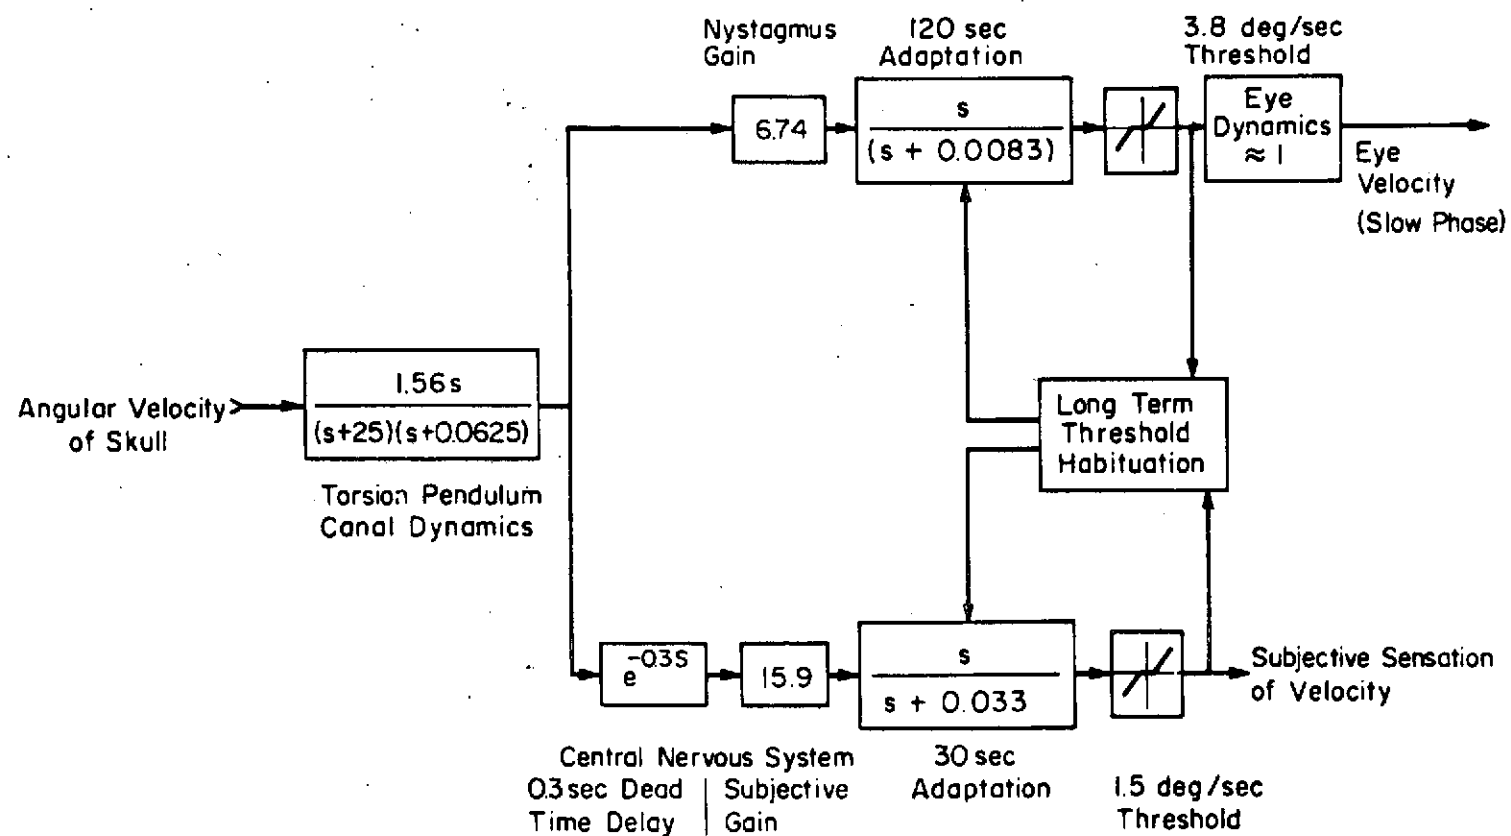 Nystagmus
Gain
120 sec
Adaptation
3.8 deg/sec
Threshold
6.74
s
(s + 0.0083)
Eye
Dynamics
≈ 1
Eye
Velocity
(Slow Phase)
Angular Velocity
of Skull
1.56s
(s+25)(s+0.0625)
Torsion Pendulum
Canal Dynamics
Long Term
Threshold
Habituation
e^-0.3S
15.9
s
s + 0.033
Subjective Sensation
of Velocity
Central Nervous System
0.3sec Dead
Time Delay
Subjective
Gain
30 sec
Adaptation
1.5 deg/sec
Threshold